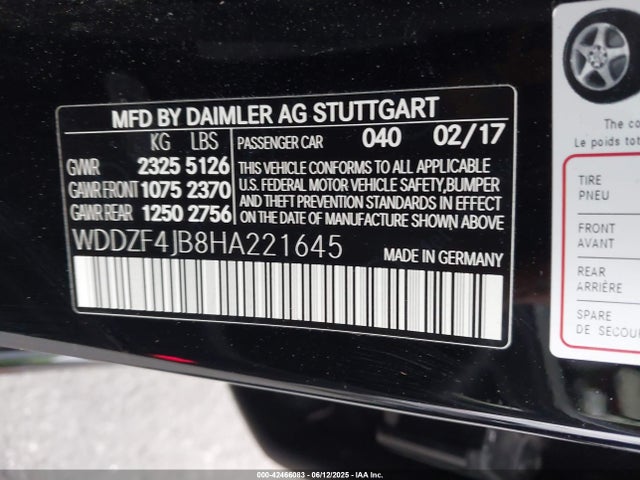 MFD BY DAIMLER AG STUTTGART
KG LBS
GVWR 2325 5126
GAWR FRONT 1075 2370
GAWR REAR 1250 2756
PASSENGER CAR 040 02/17
THIS VEHICLE CONFORMS TO ALL APPLICABLE
U.S. FEDERAL MOTOR VEHICLE SAFETY,BUMPER
AND THEFT PREVENTION STANDARDS IN EFFECT
ON THE DATE OF MANUFACTURE SHOWN ABOVE
WDDZF4JB8HA221645
MADE IN GERMANY
The co
Le poids tot
TIRE
PNEU
FRONT
AVANT
REAR
ARRIÈRE
SPARE
DE SECOU
000-42466083 - 06/12/2025 - IAAI.com